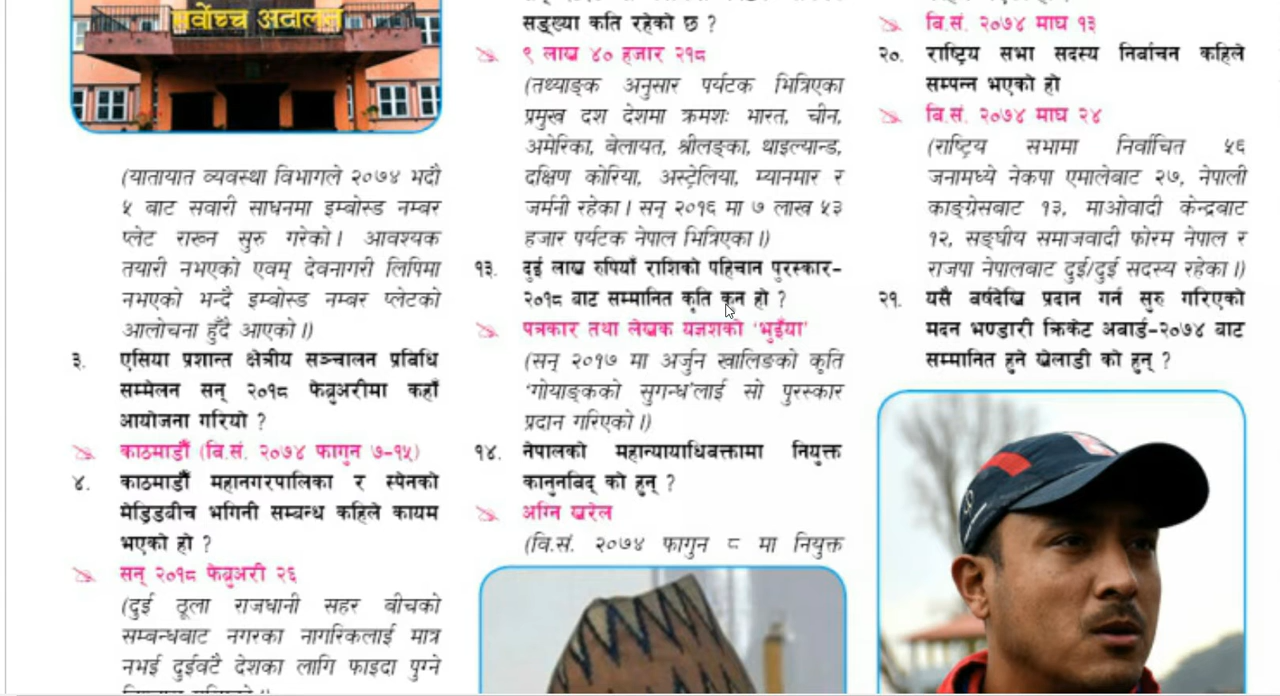 सर्वोच्च अदालत
(यातायात व्यवस्था विभागले २०७४ भदौ
५ बाट सवारी साधनमा इम्बोस्ड नम्बर
प्लेट राख्न सुरु गरेको। आवश्यक
तयारी नभएको एवम् देवनागरी लिपिमा
नभएको भन्दै इम्बोस्ड नम्बर प्लेटको
आलोचना हुँदै आएको।)
३. एसिया प्रशान्त क्षेत्रीय सञ्चालन प्रबिधि
सम्मेलन सन् २०१८ फेब्रुअरीमा कहाँ
आयोजना गरियो ?
काठमाडौँ (बि.सं. २०७४ फागुन ७-१५)
४. काठमाडौँ महानगरपालिका र स्पेनको
मेड्रिडबीच भगिनी सम्बन्ध कहिले कायम
भएको हो ?
सन् २०१८ फेब्रुअरी २६
(दुई ठूला राजधानी सहर बीचको
सम्बन्धबाट नगरका नागरिकलाई मात्र
नभई दुईवटै देशका लागि फाइदा पुग्ने
सङ्ख्या कति रहेको छ ?
९ लाख ४० हजार २१८
(तथ्याङ्क अनुसार पर्यटक भित्रिएका
प्रमुख दश देशमा क्रमशः भारत, चीन,
अमेरिका, बेलायत, श्रीलङ्का, थाइल्यान्ड,
दक्षिण कोरिया, अस्ट्रेलिया, म्यानमार र
जर्मनी रहेका। सन् २०१६ मा ७ लाख ५३
हजार पर्यटक नेपाल भित्रिएका।)
१३. दुई लाख रुपियाँ राशिको पहिचान पुरस्कार-
२०१८ बाट सम्मानित कृति कुन हो ?
पत्रकार तथा लेखक यज्ञशको 'भुइँया'
(सन् २०१७ मा अर्जुन खालिङको कृति
'गोयाङ्कको सुगन्ध'लाई सो पुरस्कार
प्रदान गरिएको।)
१४. नेपालको महान्यायाधिबक्तामा नियुक्त
कानुनबिद् को हुन् ?
अग्नि खरेल
(वि.सं. २०७४ फागुन ८ मा नियुक्त
बि.सं. २०७४ माघ १३
२०. राष्ट्रिय सभा सदस्य निर्वाचन कहिले
सम्पन्न भएको हो
बि.सं. २०७४ माघ २४
(राष्ट्रिय सभामा निर्वाचित ५६
जनामध्ये नेकपा एमालेबाट २७, नेपाली
काङ्ग्रेसबाट १३, माओवादी केन्द्रबाट
१२, सङ्घीय समाजवादी फोरम नेपाल र
राजपा नेपालबाट दुई/दुई सदस्य रहेका।)
२१. यसै बर्षदेखि प्रदान गर्न सुरु गरिएको
मदन भण्डारी क्रिकेट अबार्ड-२०७४ बाट
सम्मानित हुने खेलाडी को हुन् ?